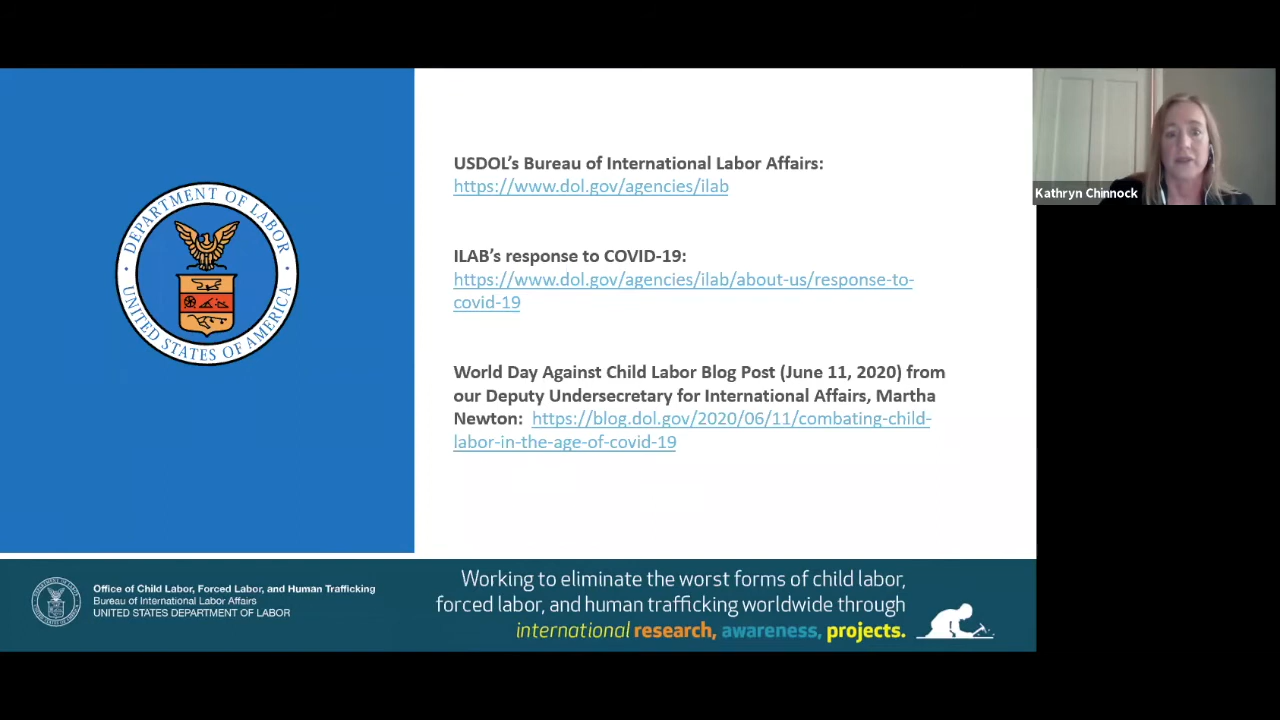 DEPARTMENT OF LABOR
UNITED STATES OF AMERICA
USDOL’s Bureau of International Labor Affairs:
https://www.dol.gov/agencies/ilab
ILAB’s response to COVID-19:
https://www.dol.gov/agencies/ilab/about-us/response-to-
covid-19
World Day Against Child Labor Blog Post (June 11, 2020) from
our Deputy Undersecretary for International Affairs, Martha
Newton: https://blog.dol.gov/2020/06/11/combating-child-
labor-in-the-age-of-covid-19
Kathryn Chinnock
Office of Child Labor, Forced Labor, and Human Trafficking
Bureau of International Labor Affairs
UNITED STATES DEPARTMENT OF LABOR
Working to eliminate the worst forms of child labor,
forced labor, and human trafficking worldwide through
international research, awareness, projects.